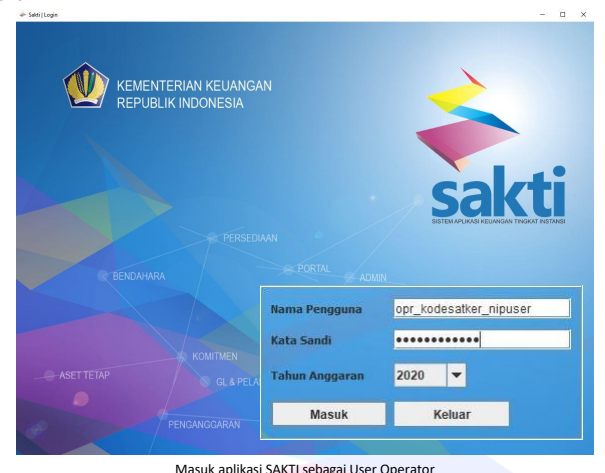 Sakti | Login
KEMENTERIAN KEUANGAN
REPUBLIK INDONESIA
sakti
SISTEM APLIKASI KEUANGAN TINGKAT INSTANSI
PERSEDIAAN
PORTAL
BENDAHARA
ADMIN
Nama Pengguna opr_kodesatker_nipuser
Kata Sandi ••••••••••••
KOMITMEN
Tahun Anggaran 2020
ASET TETAP
GL & PELA
Masuk Keluar
PENGANGGARAN
Masuk aplikasi SAKTI sebagai User Operator